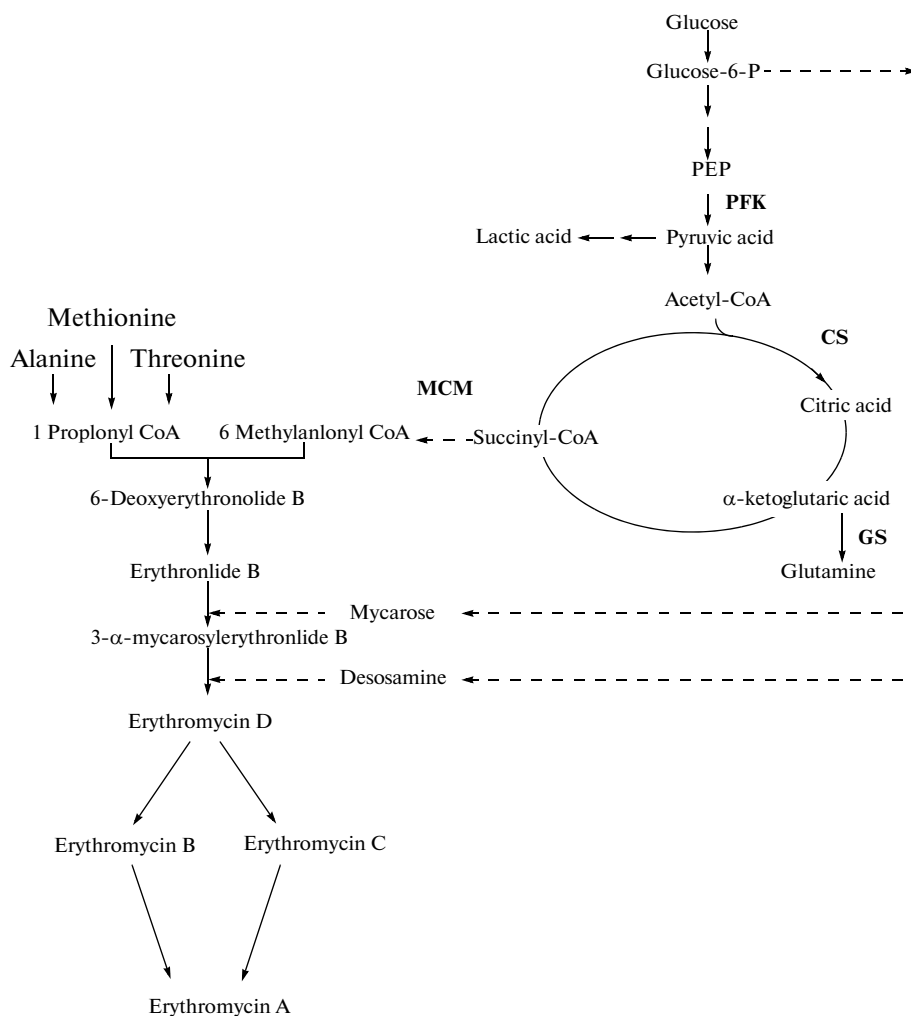 Glucose
Glucose-6-P
PEP
PFK
Lactic acid
Pyruvic acid
Acetyl-CoA
Methionine
CS
Alanine
Threonine
MCM
Citric acid
1 Proplonyl CoA
6 Methylanlonyl CoA
Succinyl-CoA
6-Deoxyerythronolide B
α-ketoglutaric acid
GS
Erythronlide B
Glutamine
Mycarose
3-α-mycarosylerythronlide B
Desosamine
Erythromycin D
Erythromycin B
Erythromycin C
Erythromycin A